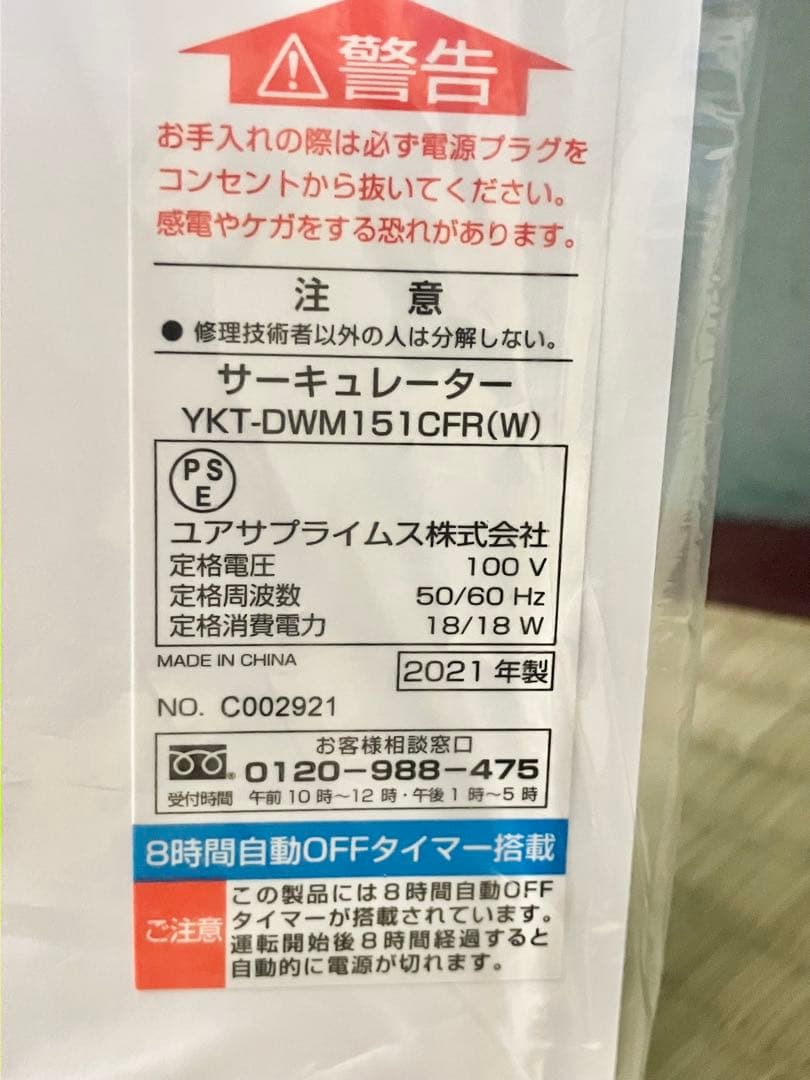 警告
お手入れの際は必ず電源プラグを
コンセントから抜いてください。
感電やケガをする恐れがあります。
注 意
● 修理技術者以外の人は分解しない。
サーキュレーター
YKT-DWM151CFR(W)
PS
E
ユアサプライムス株式会社
定格電圧 100 V
定格周波数 50/60 Hz
定格消費電力 18/18 W
MADE IN CHINA
2021 年製
NO. C002921
お客様相談窓口
0120-988-475
受付時間 午前 10 時〜12 時・午後 1 時〜5 時
8時間自動OFFタイマー搭載
ご注意
この製品には8時間自動OFF
タイマーが搭載されています。
運転開始後8時間経過すると
自動的に電源が切れます。